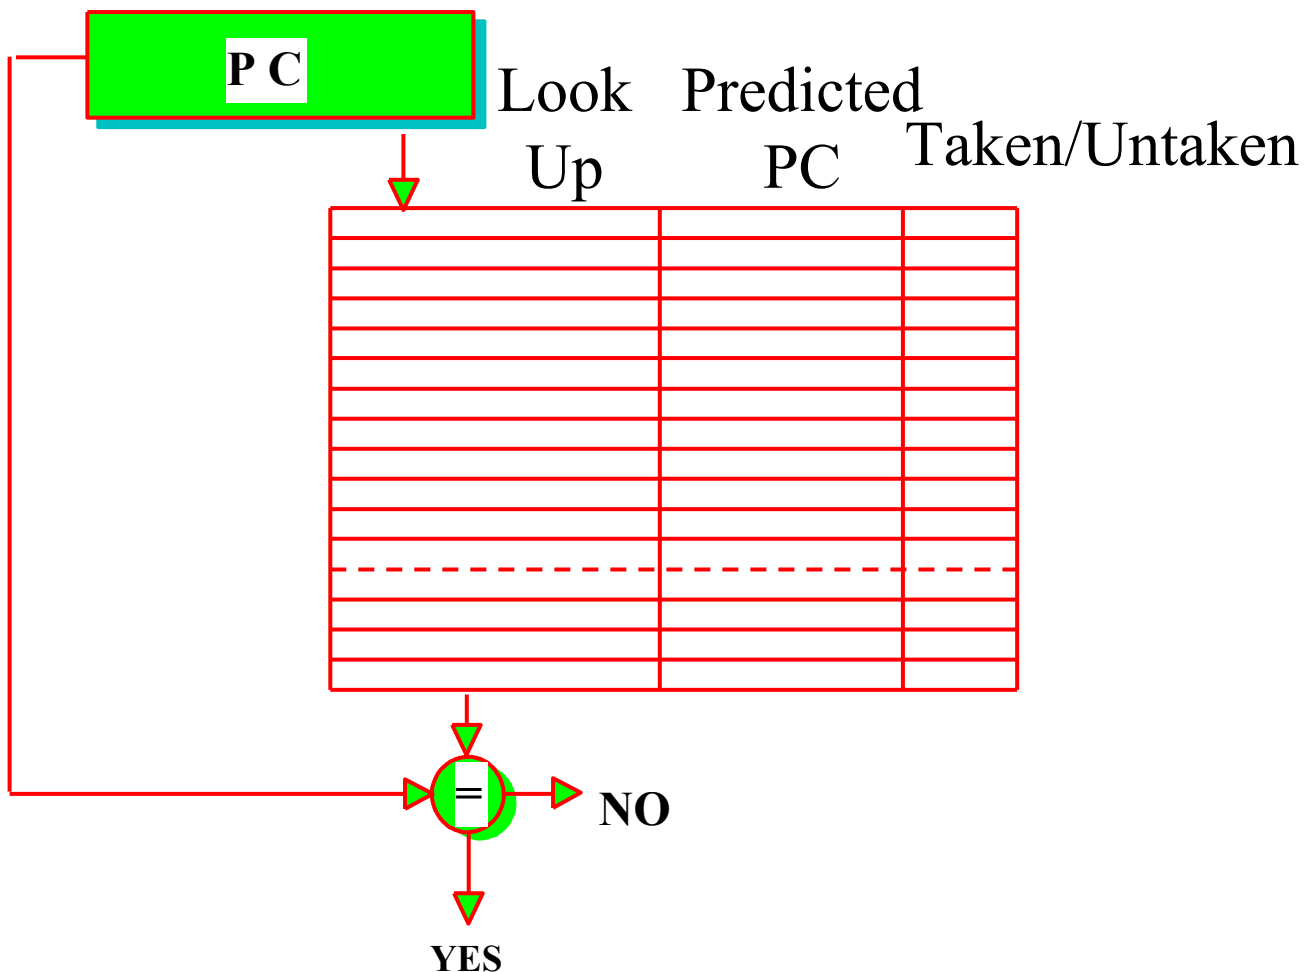 P C
Look Up
Predicted PC
Taken/Untaken
=
NO
YES